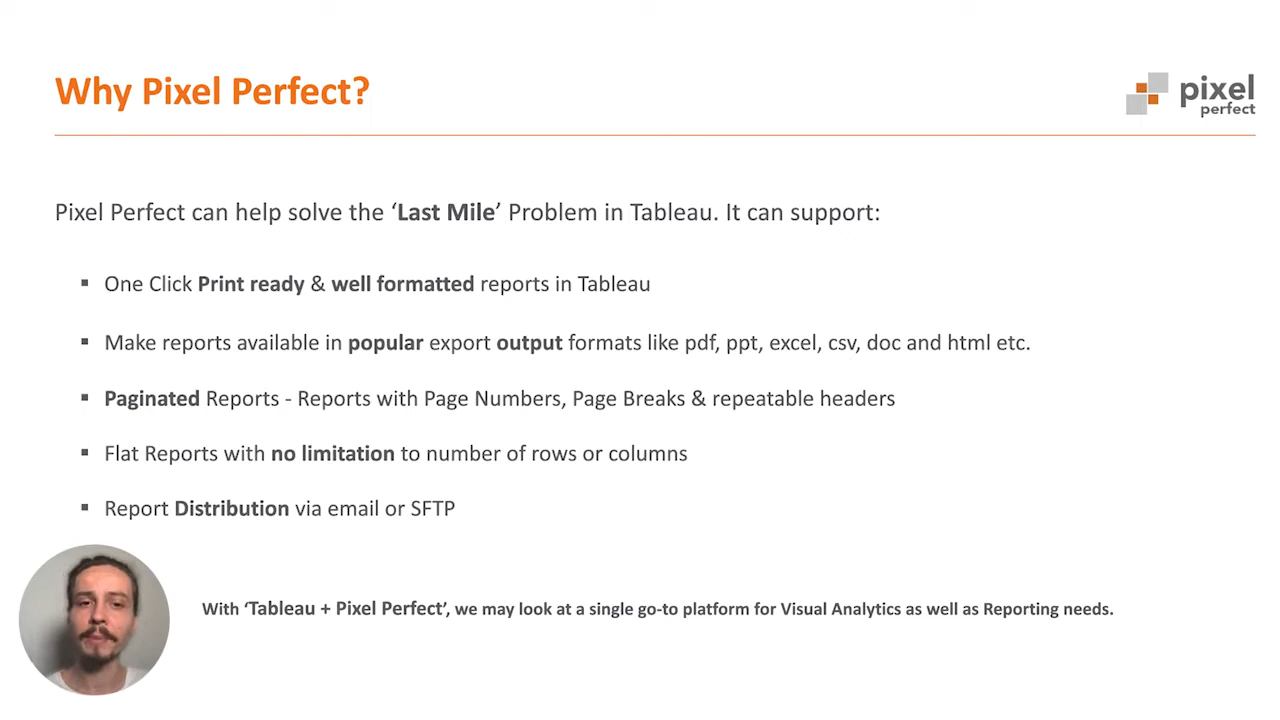 Why Pixel Perfect?
pixel
perfect
Pixel Perfect can help solve the ‘Last Mile’ Problem in Tableau. It can support:
▪ One Click Print ready & well formatted reports in Tableau
▪ Make reports available in popular export output formats like pdf, ppt, excel, csv, doc and html etc.
▪ Paginated Reports - Reports with Page Numbers, Page Breaks & repeatable headers
▪ Flat Reports with no limitation to number of rows or columns
▪ Report Distribution via email or SFTP
With ‘Tableau + Pixel Perfect’, we may look at a single go-to platform for Visual Analytics as well as Reporting needs.